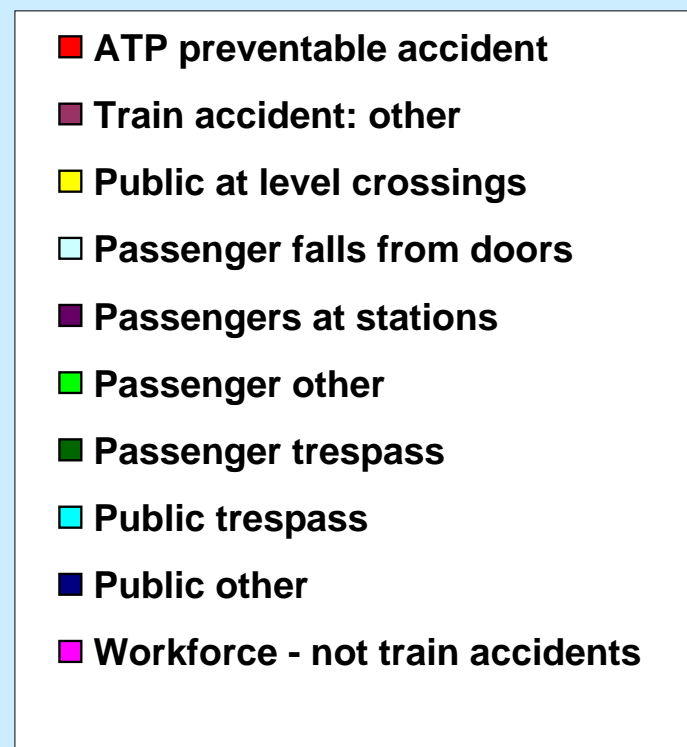 ATP preventable accident
Train accident: other
Public at level crossings
Passenger falls from doors
Passengers at stations
Passenger other
Passenger trespass
Public trespass
Public other
Workforce - not train accidents